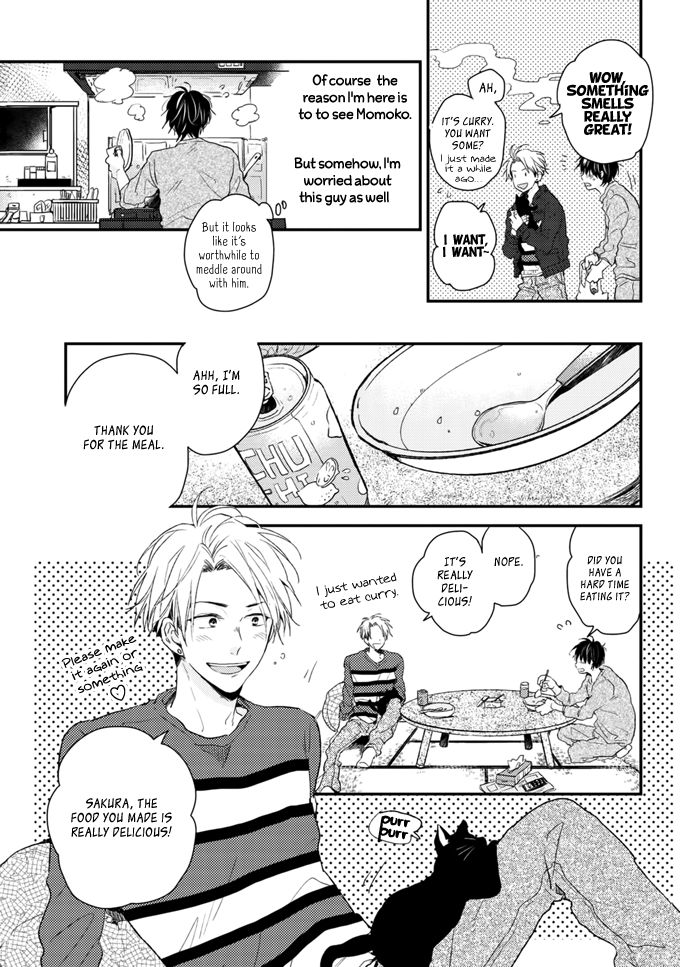 WOW,
SOMETHING
SMELLS
REALLY
GREAT!
AH,
IT'S CURRY.
YOU WANT
SOME?
I just made
it a while
ago...
I WANT,
I WANT~
Of course the
reason I'm here is
to to see Momoko.
But somehow, I'm
worried about
this guy as well
But it looks
like it's
worthwhile to
meddle around
with him.
AHH, I'M
SO FULL.
THANK YOU
FOR THE MEAL.
CHU
-HI
DID YOU
HAVE A
HARD TIME
EATING IT?
NOPE.
IT'S
REALLY
DELI-
CIOUS!
I just wanted
to eat curry.
Please make
it again or
something
♡
SAKURA, THE
FOOD YOU MADE IS
REALLY DELICIOUS!
purr
purr